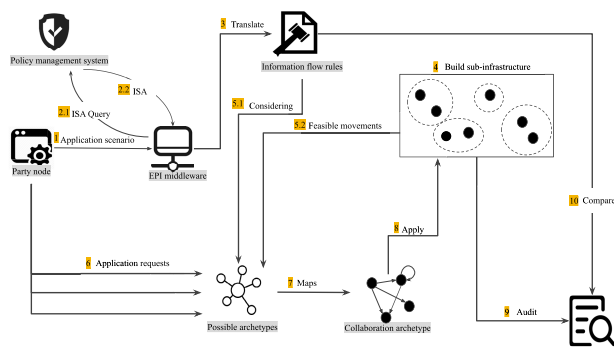 3 Translate
Policy management system
Information flow rules
4 Build sub-infrastructure
2.2 ISA
2.1 ISA Query
5.1 Considering
5.2 Feasible movements
1 Application scenario
Party node
EPI middleware
10 Compare
8 Apply
6 Application requests
7 Maps
9 Audit
Possible archetypes
Collaboration archetype